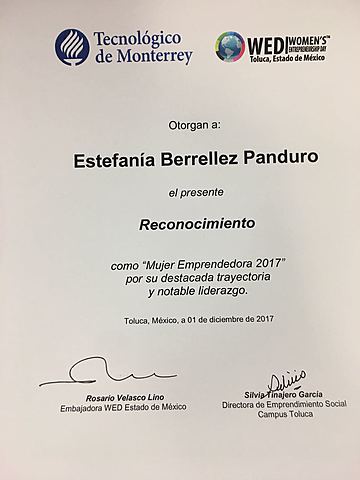 Tecnológico
de Monterrey
WED WOMEN'S
ENTREPRENEURSHIP DAY
Toluca, Estado de México
Otorgan a:
Estefanía Berrellez Panduro
el presente
Reconocimiento
como "Mujer Emprendedora 2017"
por su destacada trayectoria
y notable liderazgo.
Toluca, México, a 01 de diciembre de 2017
Rosario Velasco Lino
Embajadora WED Estado de México
Silvia Tinajero García
Directora de Emprendimiento Social
Campus Toluca